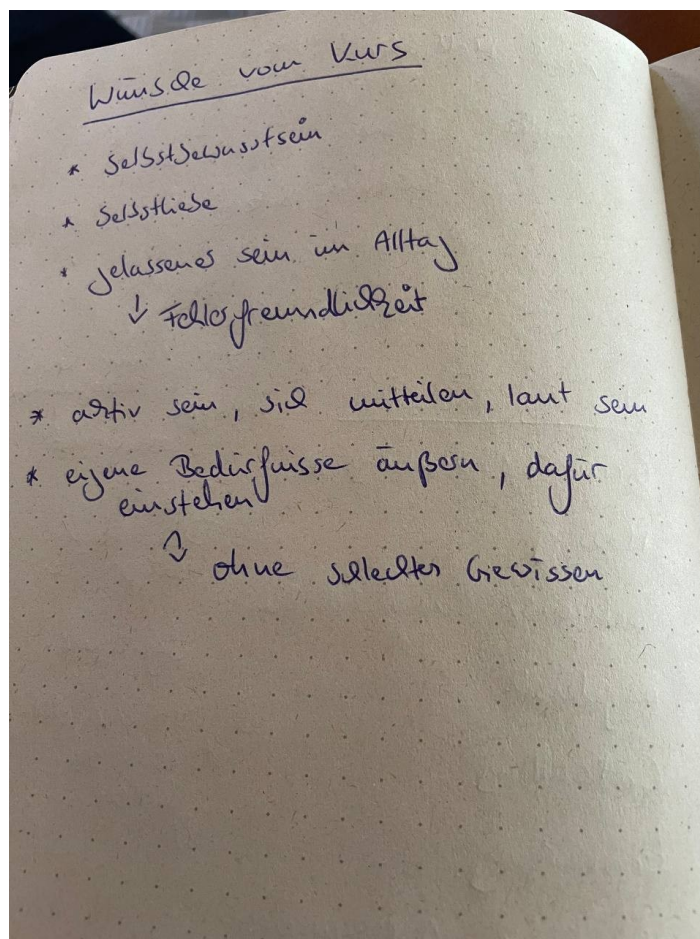 Wünsche vom Kurs
* Selbstbewusstsein
* Selbstliebe
* gelassenes sein im Alltag
↓ Fehlerfreundlichkeit
* aktiv sein, sich mitteilen, laut sein
* eigene Bedürfnisse äußern, dafür
einstehen
↷ ohne schlechtes Gewissen